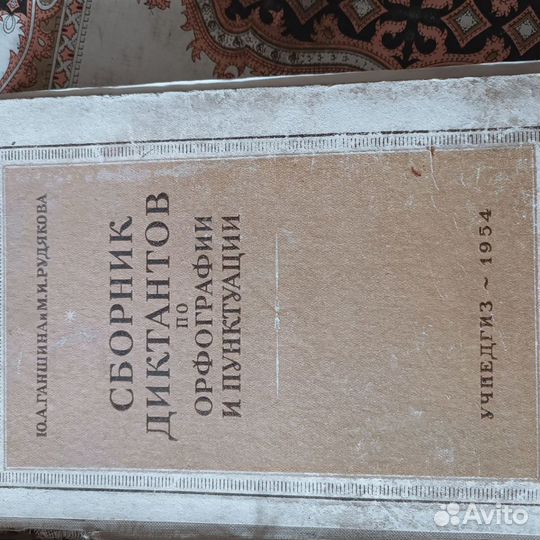 Ю.А.ГАНШИНА и М.И.РУДЯКОВА
СБОРНИК
ДИКТАНТОВ
ПО
ОРФОГРАФИИ
И ПУНКТУАЦИИ
УЧПЕДГИЗ ~ 1954
Avito